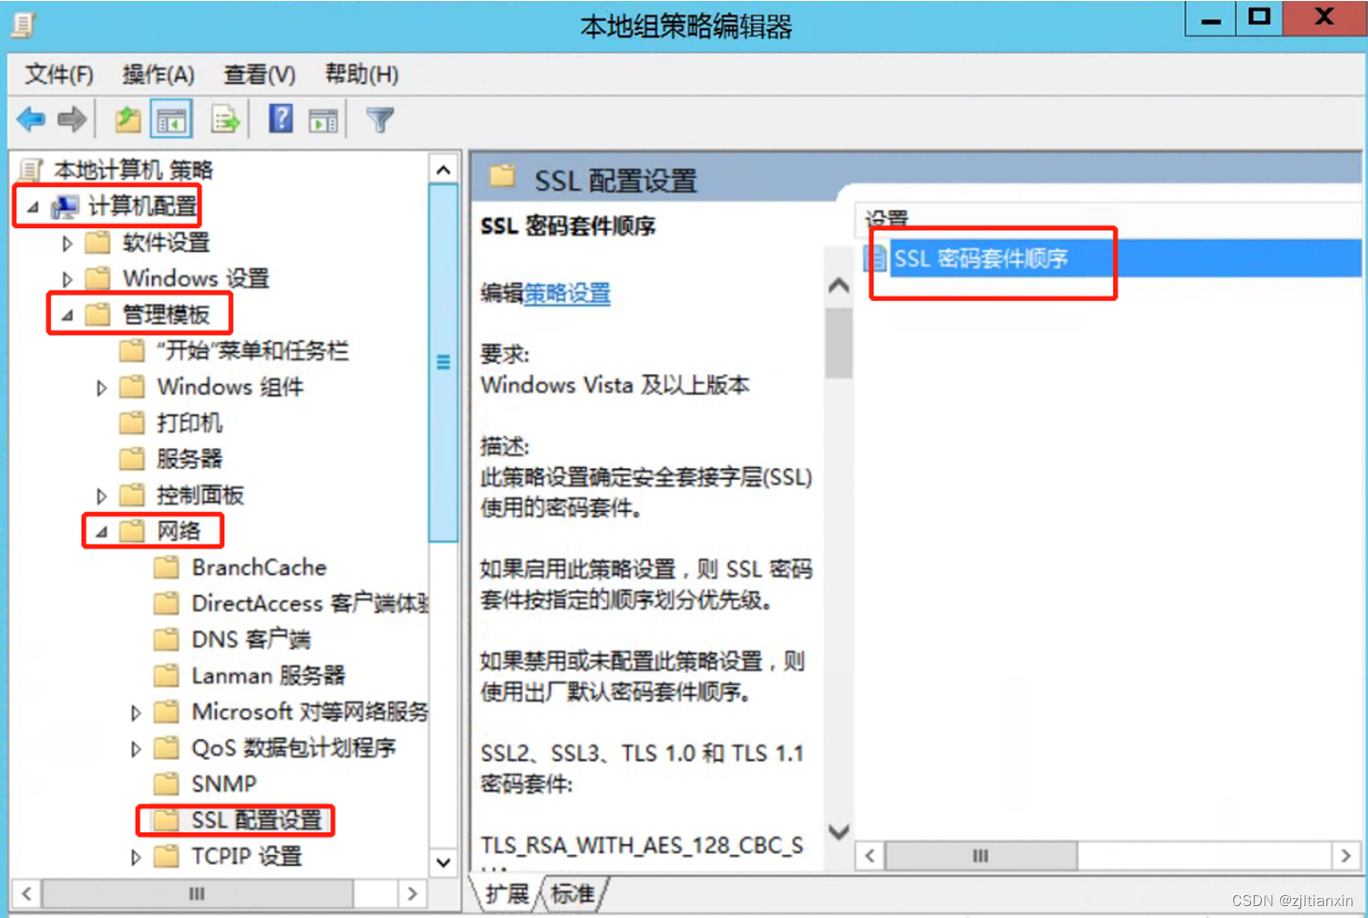 本地组策略编辑器
文件(F) 操作(A) 查看(V) 帮助(H)
本地计算机 策略
计算机配置
软件设置
Windows 设置
管理模板
“开始”菜单和任务栏
Windows 组件
打印机
服务器
控制面板
网络
BranchCache
DirectAccess 客户端体验
DNS 客户端
Lanman 服务器
Microsoft 对等网络服务
QoS 数据包计划程序
SNMP
SSL 配置设置
TCPIP 设置
SSL 配置设置
SSL 密码套件顺序
编辑策略设置
要求:
Windows Vista 及以上版本
描述:
此策略设置确定安全套接字层(SSL)
使用的密码套件。
如果启用此策略设置，则 SSL 密码
套件按指定的顺序划分优先级。
如果禁用或未配置此策略设置，则
使用出厂默认密码套件顺序。
SSL2、SSL3、TLS 1.0 和 TLS 1.1
密码套件:
TLS_RSA_WITH_AES_128_CBC_S
设置
SSL 密码套件顺序
扩展 标准
CSDN @zjltianxin